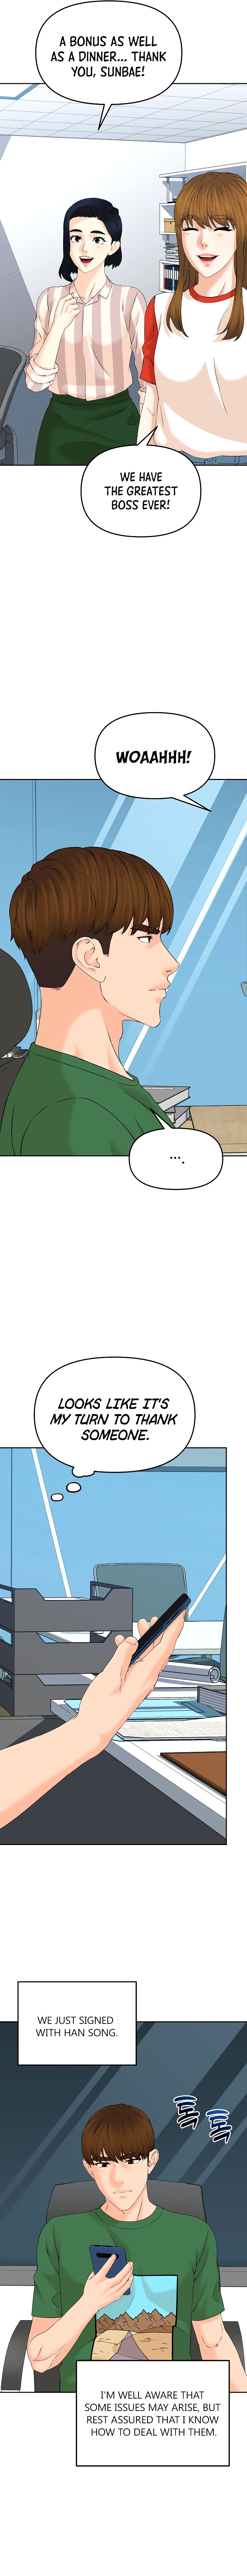 A BONUS AS WELL
AS A DINNER... THANK
YOU, SUNBAE!
WE HAVE
THE GREATEST
BOSS EVER!
WOAAHHH!
...
LOOKS LIKE IT'S
MY TURN TO THANK
SOMEONE.
WE JUST SIGNED
WITH HAN SONG.
톡 톡
I'M WELL AWARE THAT
SOME ISSUES MAY ARISE, BUT
REST ASSURED THAT I KNOW
HOW TO DEAL WITH THEM.